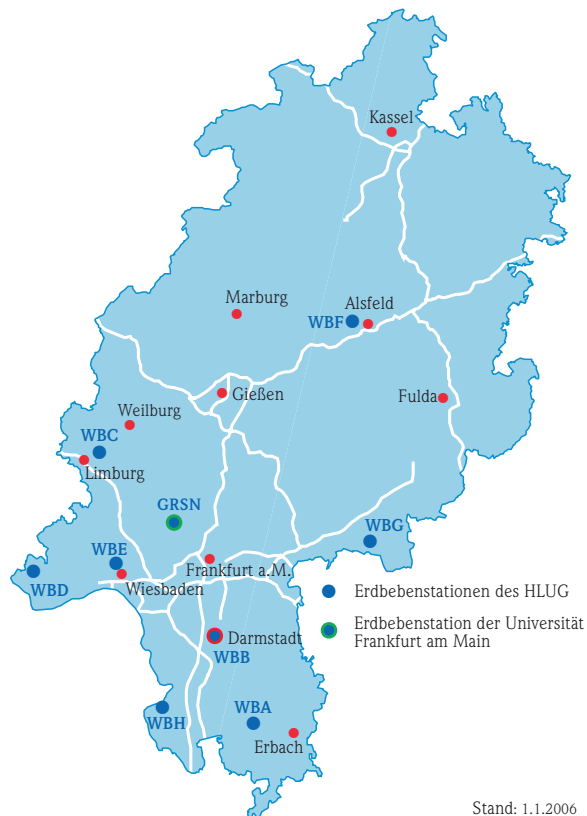 Kassel
Marburg
Alsfeld
WBF
Gießen
Fulda
Weilburg
WBC
Limburg
GRSN
WBG
WBE
Frankfurt a.M.
WBD
Wiesbaden
Erdbebenstationen des HLUG
Erdbebenstation der Universität
Frankfurt am Main
Darmstadt
WBB
WBA
WBH
Erbach
Stand: 1.1.2006